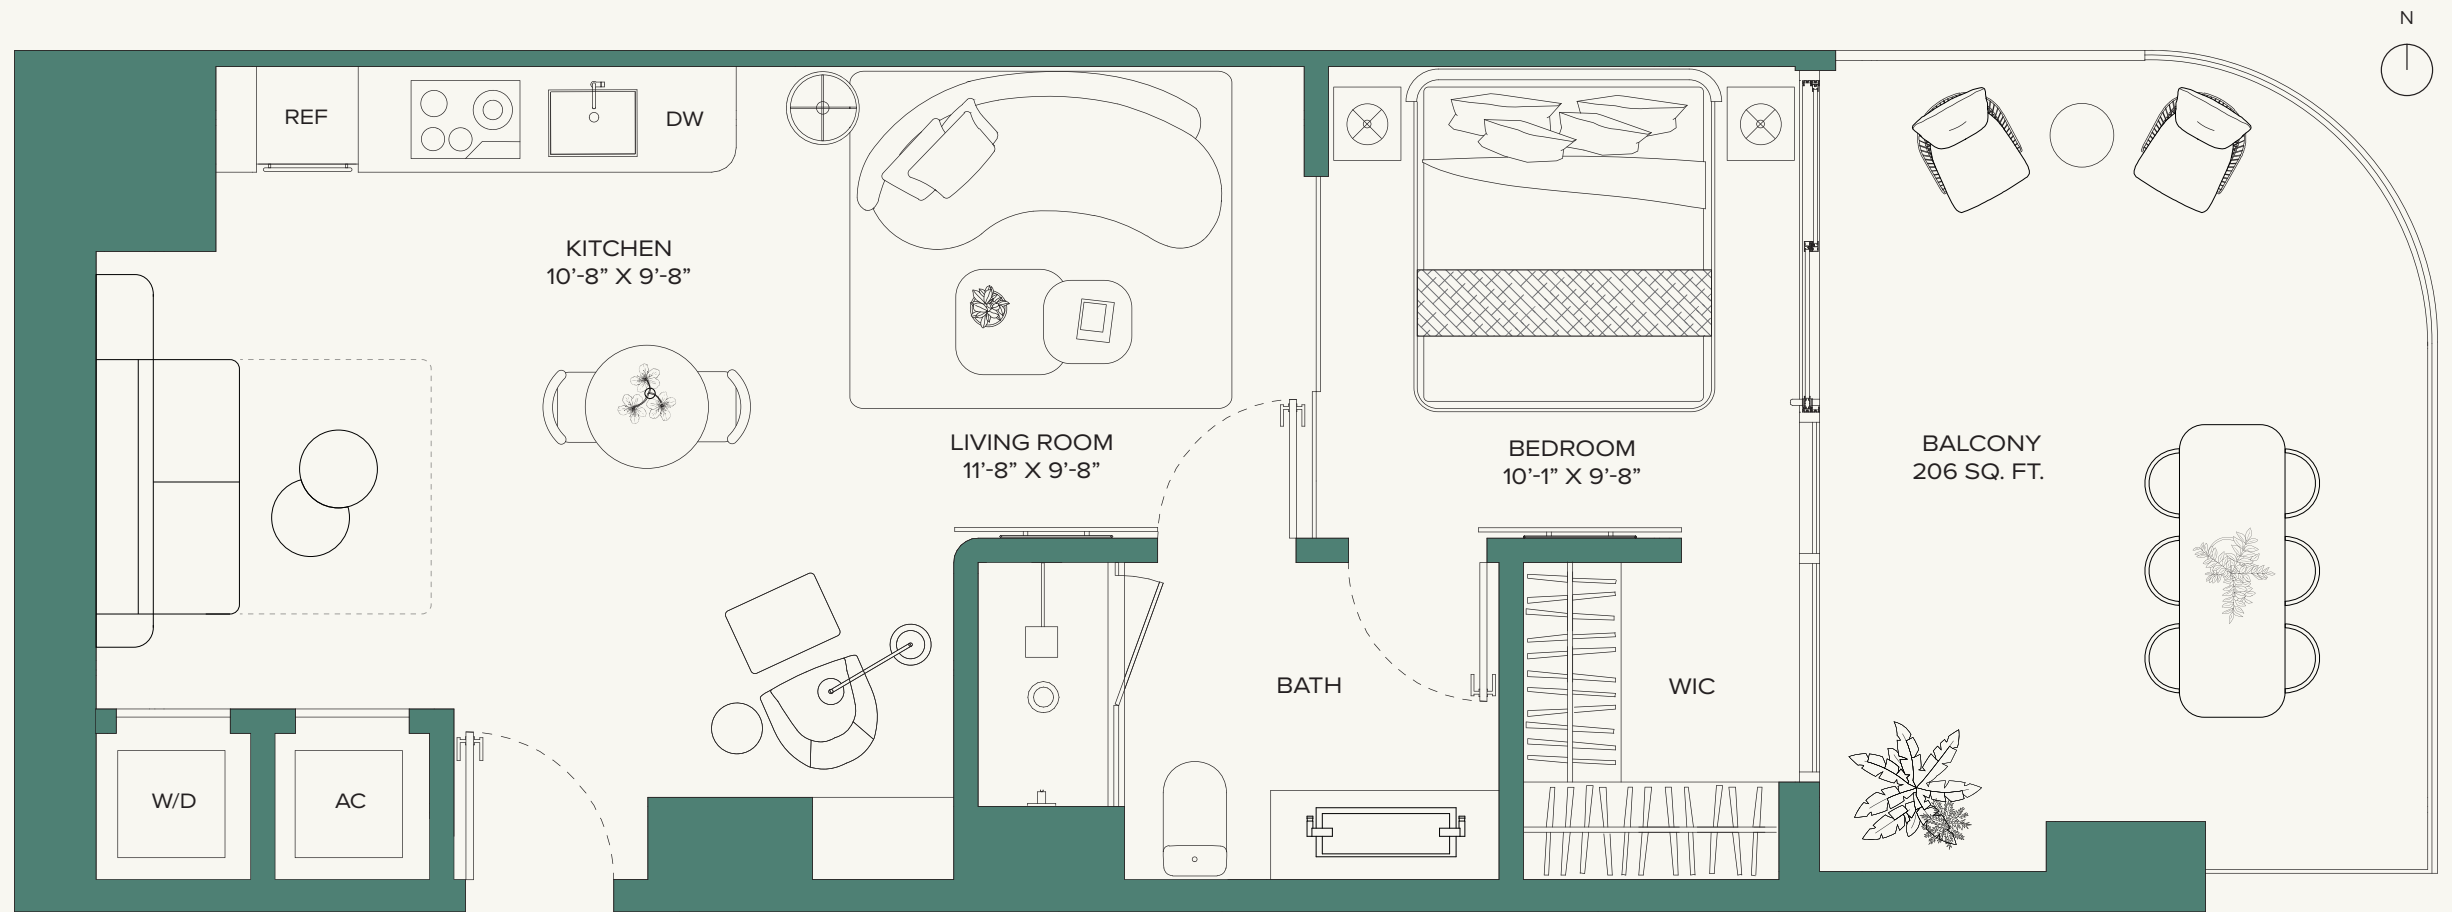 N
REF
DW
KITCHEN
10’-8” X 9’-8”
LIVING ROOM
11’-8” X 9’-8”
BEDROOM
10’-1” X 9’-8”
BALCONY
206 SQ. FT.
BATH
WIC
W/D
AC